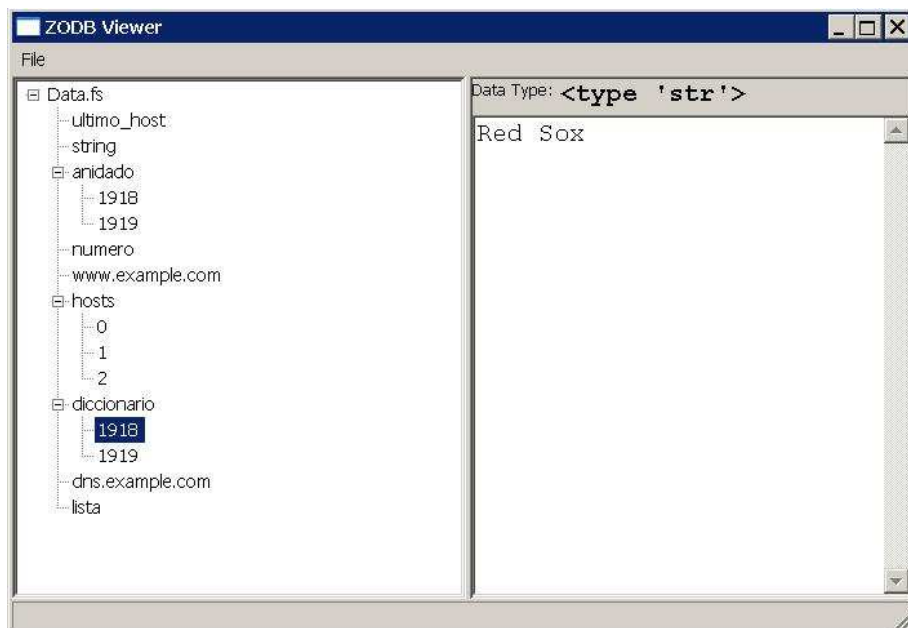 ZODB Viewer
File
Data.fs
ultimo_host
string
anidado
1918
1919
numero
www.example.com
hosts
0
1
2
diccionario
1918
1919
dns.example.com
lista
Data Type: <type 'str'>
Red Sox